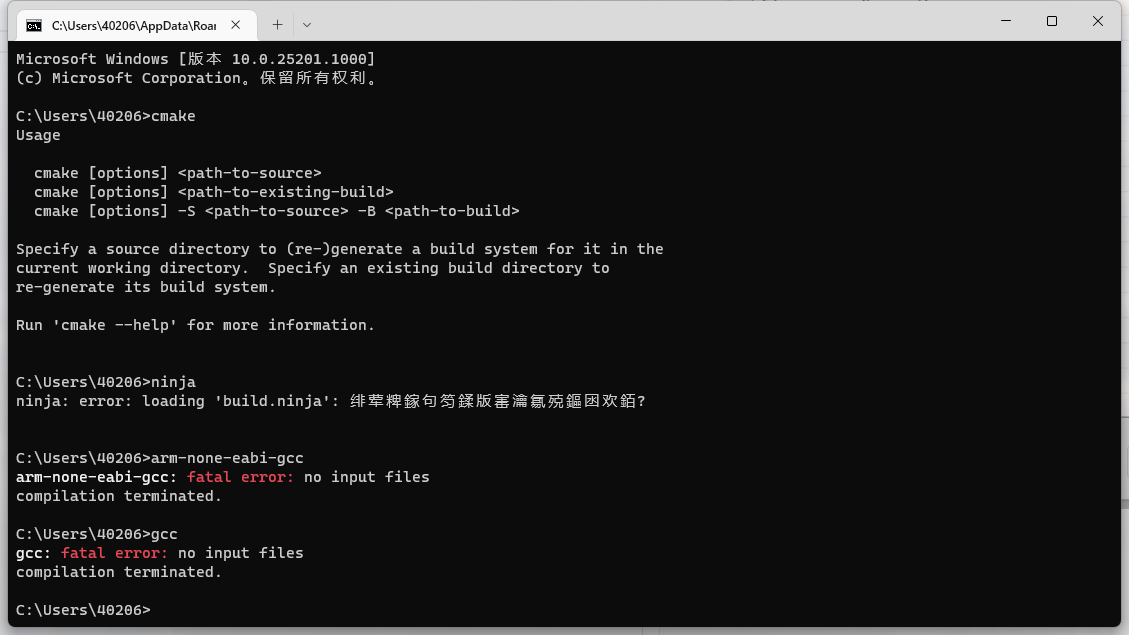 C:\Users\40206\AppData\Roar
Microsoft Windows [版本 10.0.25201.1000]
(c) Microsoft Corporation。保留所有权利。
C:\Users\40206>cmake
Usage
cmake [options] <path-to-source>
cmake [options] <path-to-existing-build>
cmake [options] -S <path-to-source> -B <path-to-build>
Specify a source directory to (re-)generate a build system for it in the
current working directory.  Specify an existing build directory to
re-generate its build system.
Run 'cmake --help' for more information.
C:\Users\40206>ninja
ninja: error: loading 'build.ninja': 绯荤粺鎵句笉鍒版寚瀹氱殑鏂囦欢銆?
C:\Users\40206>arm-none-eabi-gcc
arm-none-eabi-gcc: fatal error: no input files
compilation terminated.
C:\Users\40206>gcc
gcc: fatal error: no input files
compilation terminated.
C:\Users\40206>